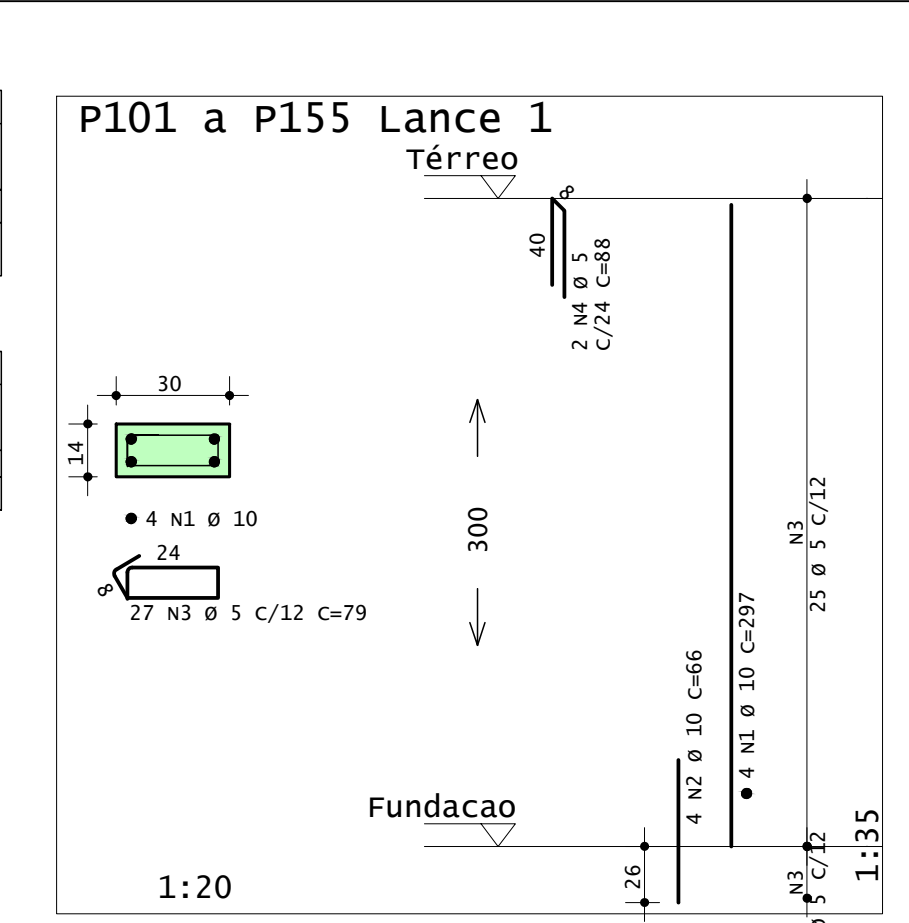 P101 a P155 Lance 1
Térreo
8
40
2 N4 Ø 5
C/24 C=88
30
14
4 N1 Ø 10
24
8
27 N3 Ø 5 C/12 C=79
300
N3
25 Ø 5 C/12
4 N2 Ø 10 C=66
4 N1 Ø 10 C=297
Fundacao
26
N3
Ø 5 C/12
1:20
1:35